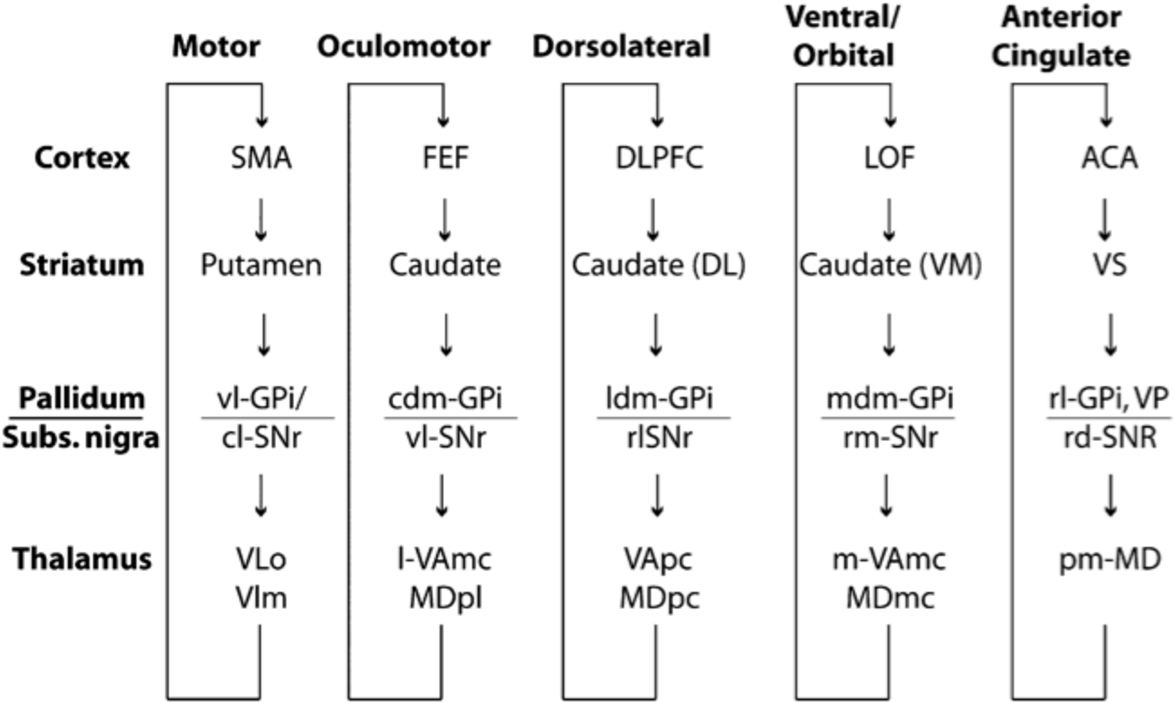 Motor Oculomotor Dorsolateral Ventral/ Orbital Anterior Cingulate
Cortex SMA FEF DLPFC LOF ACA
Striatum Putamen Caudate Caudate (DL) Caudate (VM) VS
Pallidum vl-GPi/ cdm-GPi ldm-GPi mdm-GPi rl-GPi, VP
Subs. nigra cl-SNr vl-SNr rlSNr rm-SNr rd-SNR
Thalamus VLo l-VAmc VApc m-VAmc pm-MD
Vlm MDpl MDpc MDmc